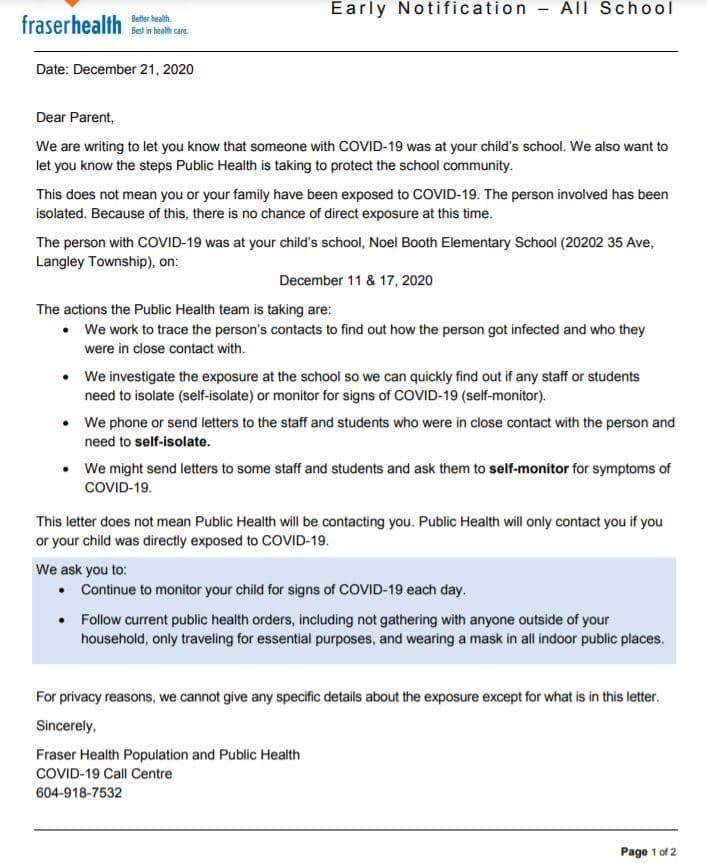 Early Notification – All School
fraserhealth
Better health.
Best in health care.
Date: December 21, 2020
Dear Parent,
We are writing to let you know that someone with COVID-19 was at your child's school. We also want to
let you know the steps Public Health is taking to protect the school community.
This does not mean you or your family have been exposed to COVID-19. The person involved has been
isolated. Because of this, there is no chance of direct exposure at this time.
The person with COVID-19 was at your child's school, Noel Booth Elementary School (20202 35 Ave,
Langley Township), on:
December 11 & 17, 2020
The actions the Public Health team is taking are:
• We work to trace the person's contacts to find out how the person got infected and who they
were in close contact with.
• We investigate the exposure at the school so we can quickly find out if any staff or students
need to isolate (self-isolate) or monitor for signs of COVID-19 (self-monitor).
• We phone or send letters to the staff and students who were in close contact with the person and
need to self-isolate.
• We might send letters to some staff and students and ask them to self-monitor for symptoms of
COVID-19.
This letter does not mean Public Health will be contacting you. Public Health will only contact you if you
or your child was directly exposed to COVID-19.
We ask you to:
• Continue to monitor your child for signs of COVID-19 each day.
• Follow current public health orders, including not gathering with anyone outside of your
household, only traveling for essential purposes, and wearing a mask in all indoor public places.
For privacy reasons, we cannot give any specific details about the exposure except for what is in this letter.
Sincerely,
Fraser Health Population and Public Health
COVID-19 Call Centre
604-918-7532
Page 1 of 2